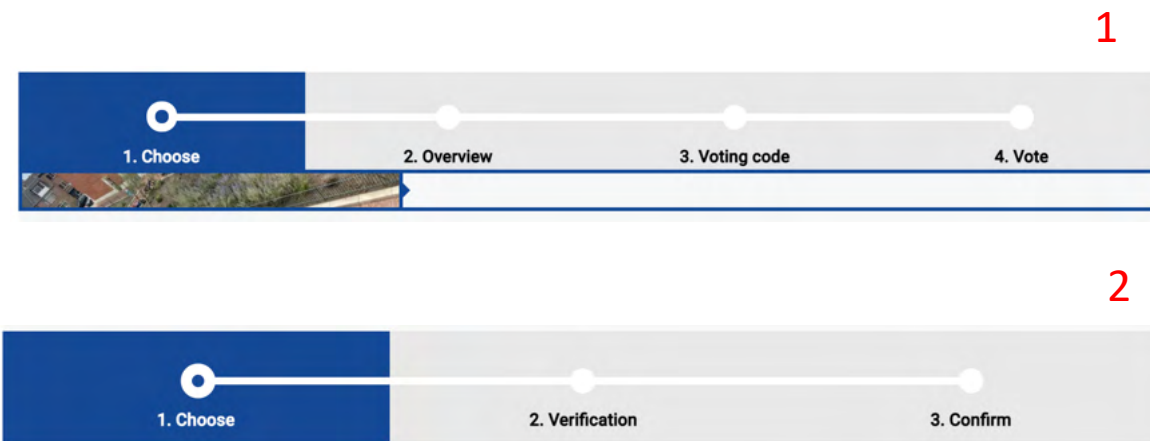 1
1. Choose 2. Overview 3. Voting code 4. Vote
2
1. Choose 2. Verification 3. Confirm